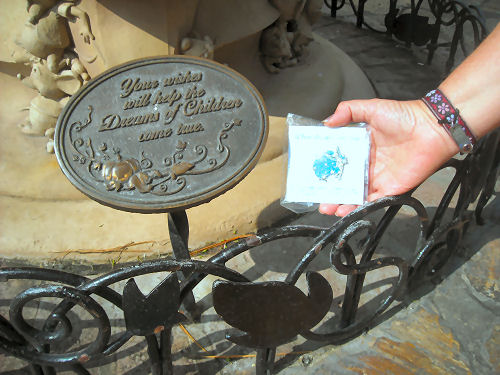 Your wishes
will help the
Dreams of Children
come true.